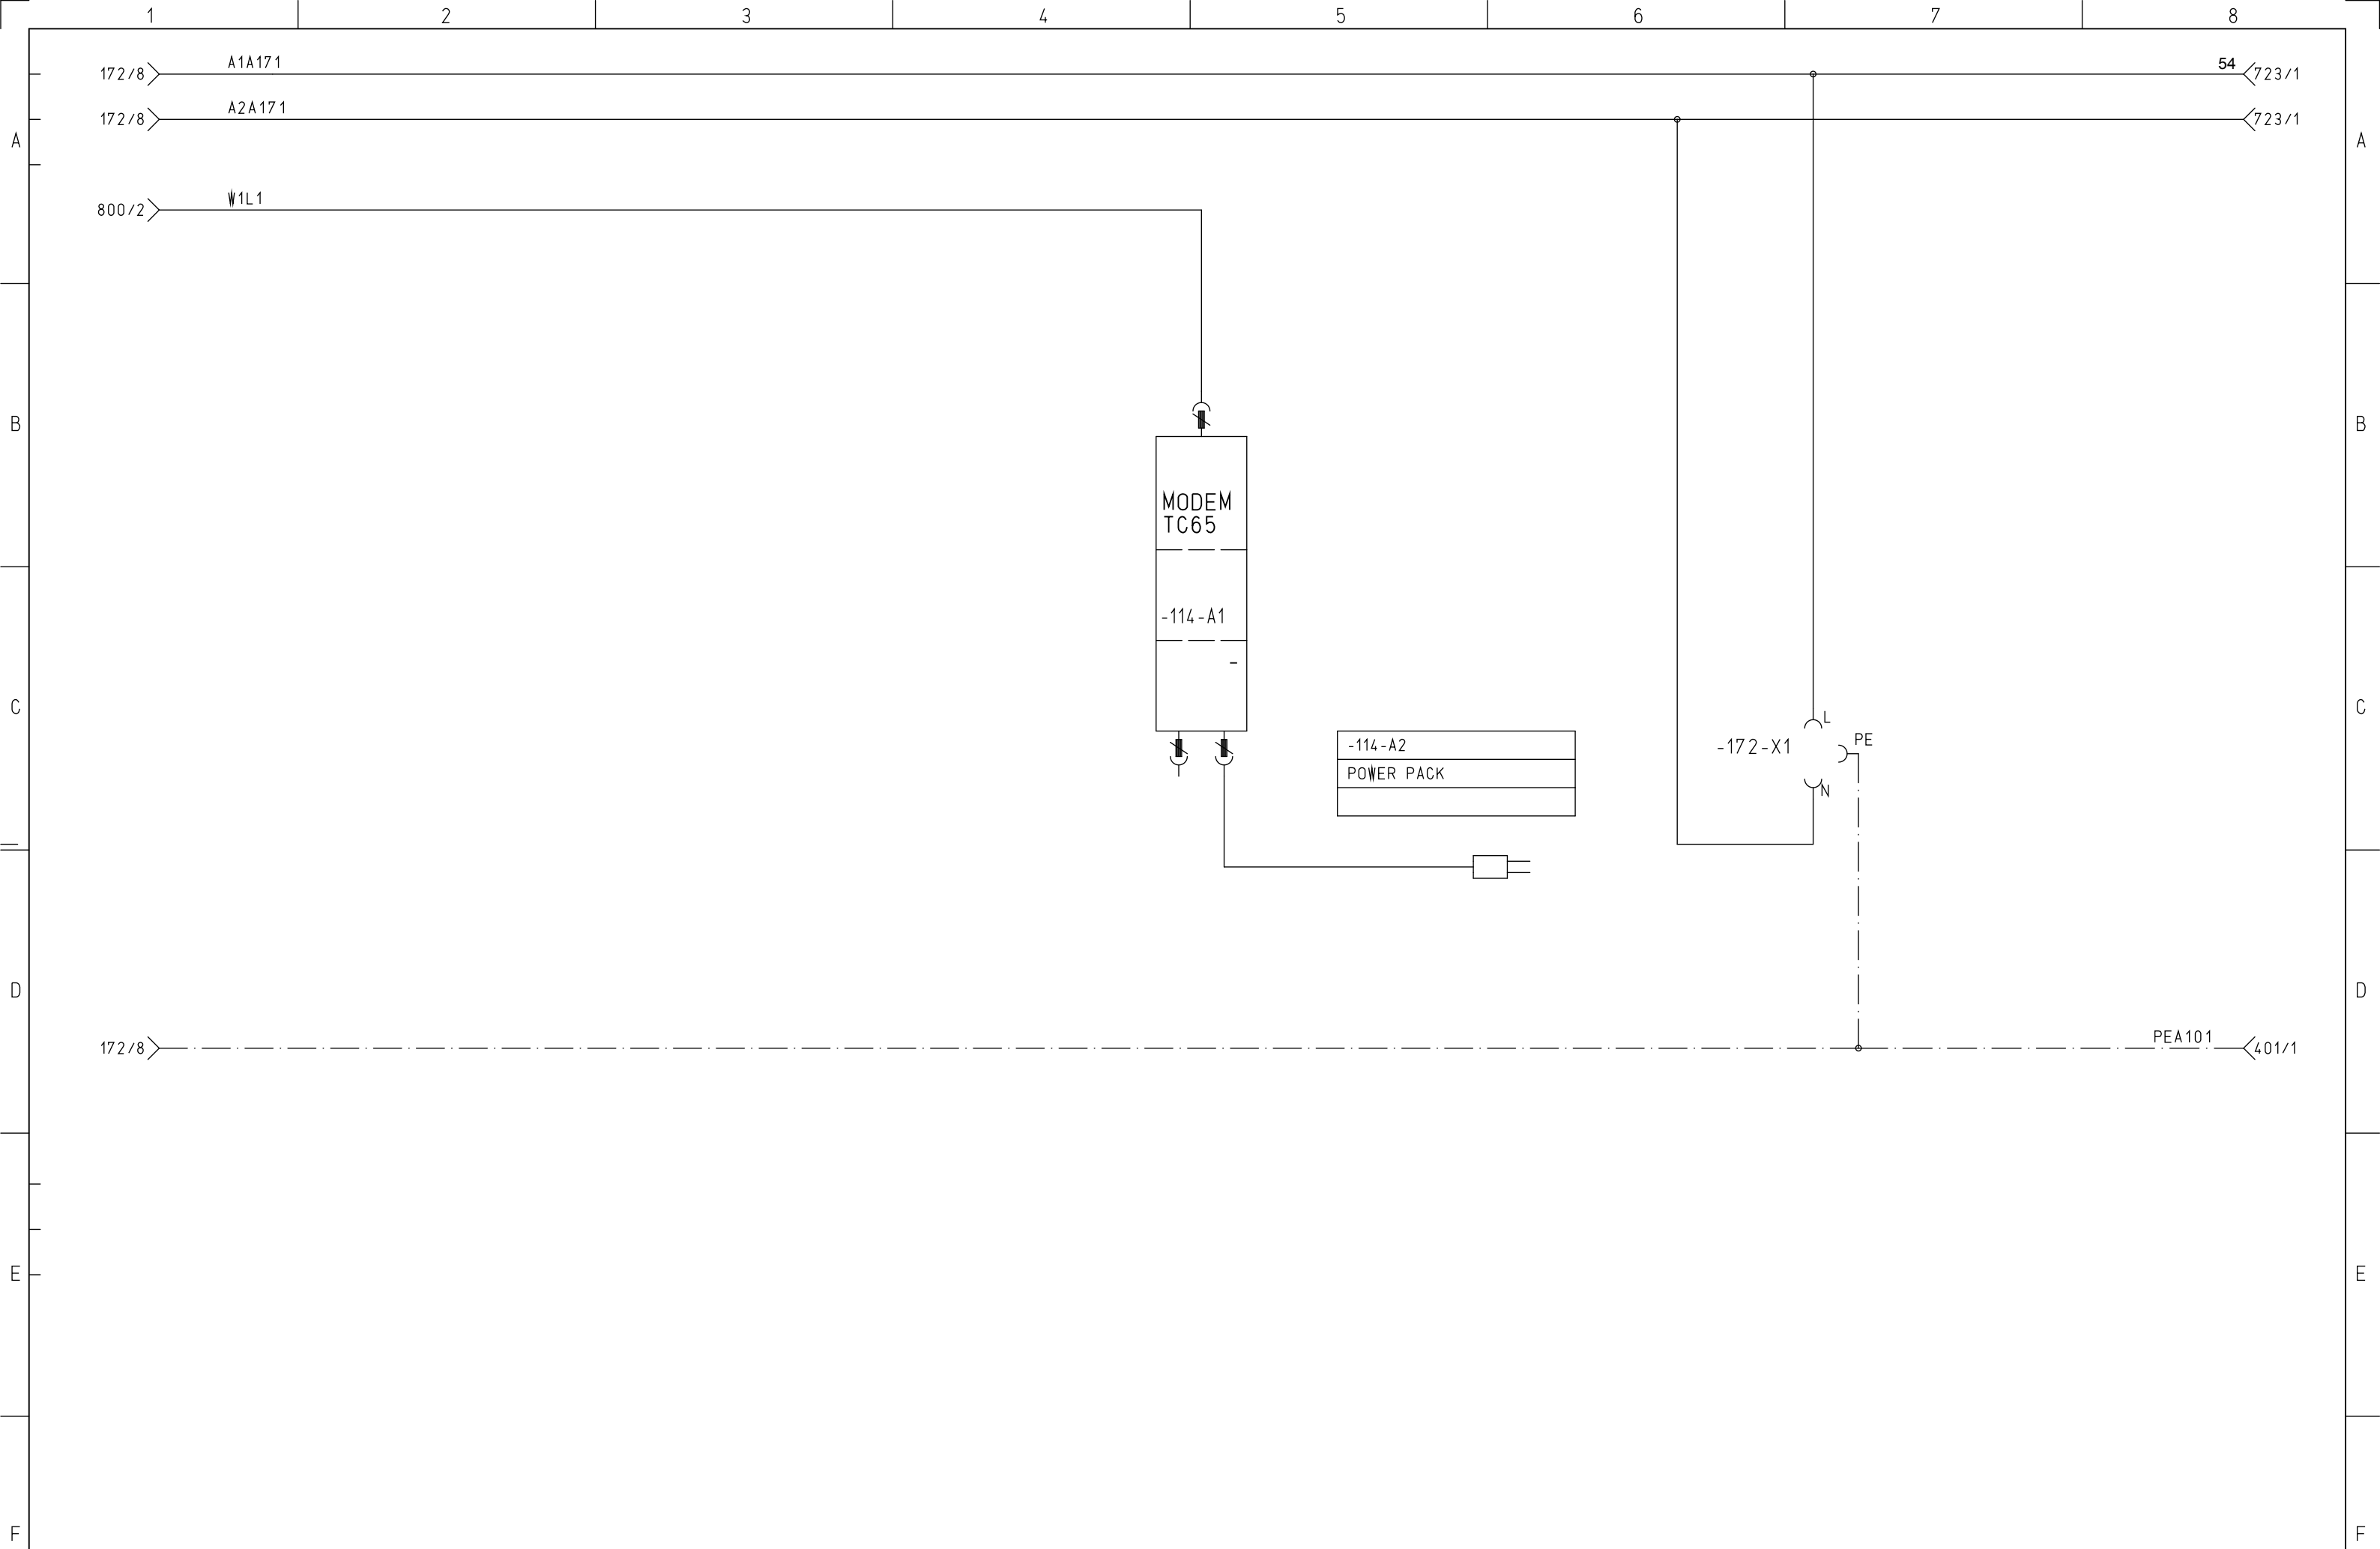 1 2 3 4 5 6 7 8
172/8 A1A171 54 723/1
172/8 A2A171 723/1
A A
800/2 W1L1
B B
MODEM
TC65
-114-A1
-
C C
L
-172-X1 PE
-114-A2
POWER PACK
N
D D
PEA101
172/8 401/1
E E
F F